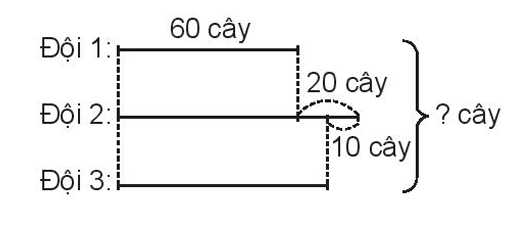 60 cây
Đội 1:
20 cây
Đội 2:
? cây
10 cây
Đội 3: